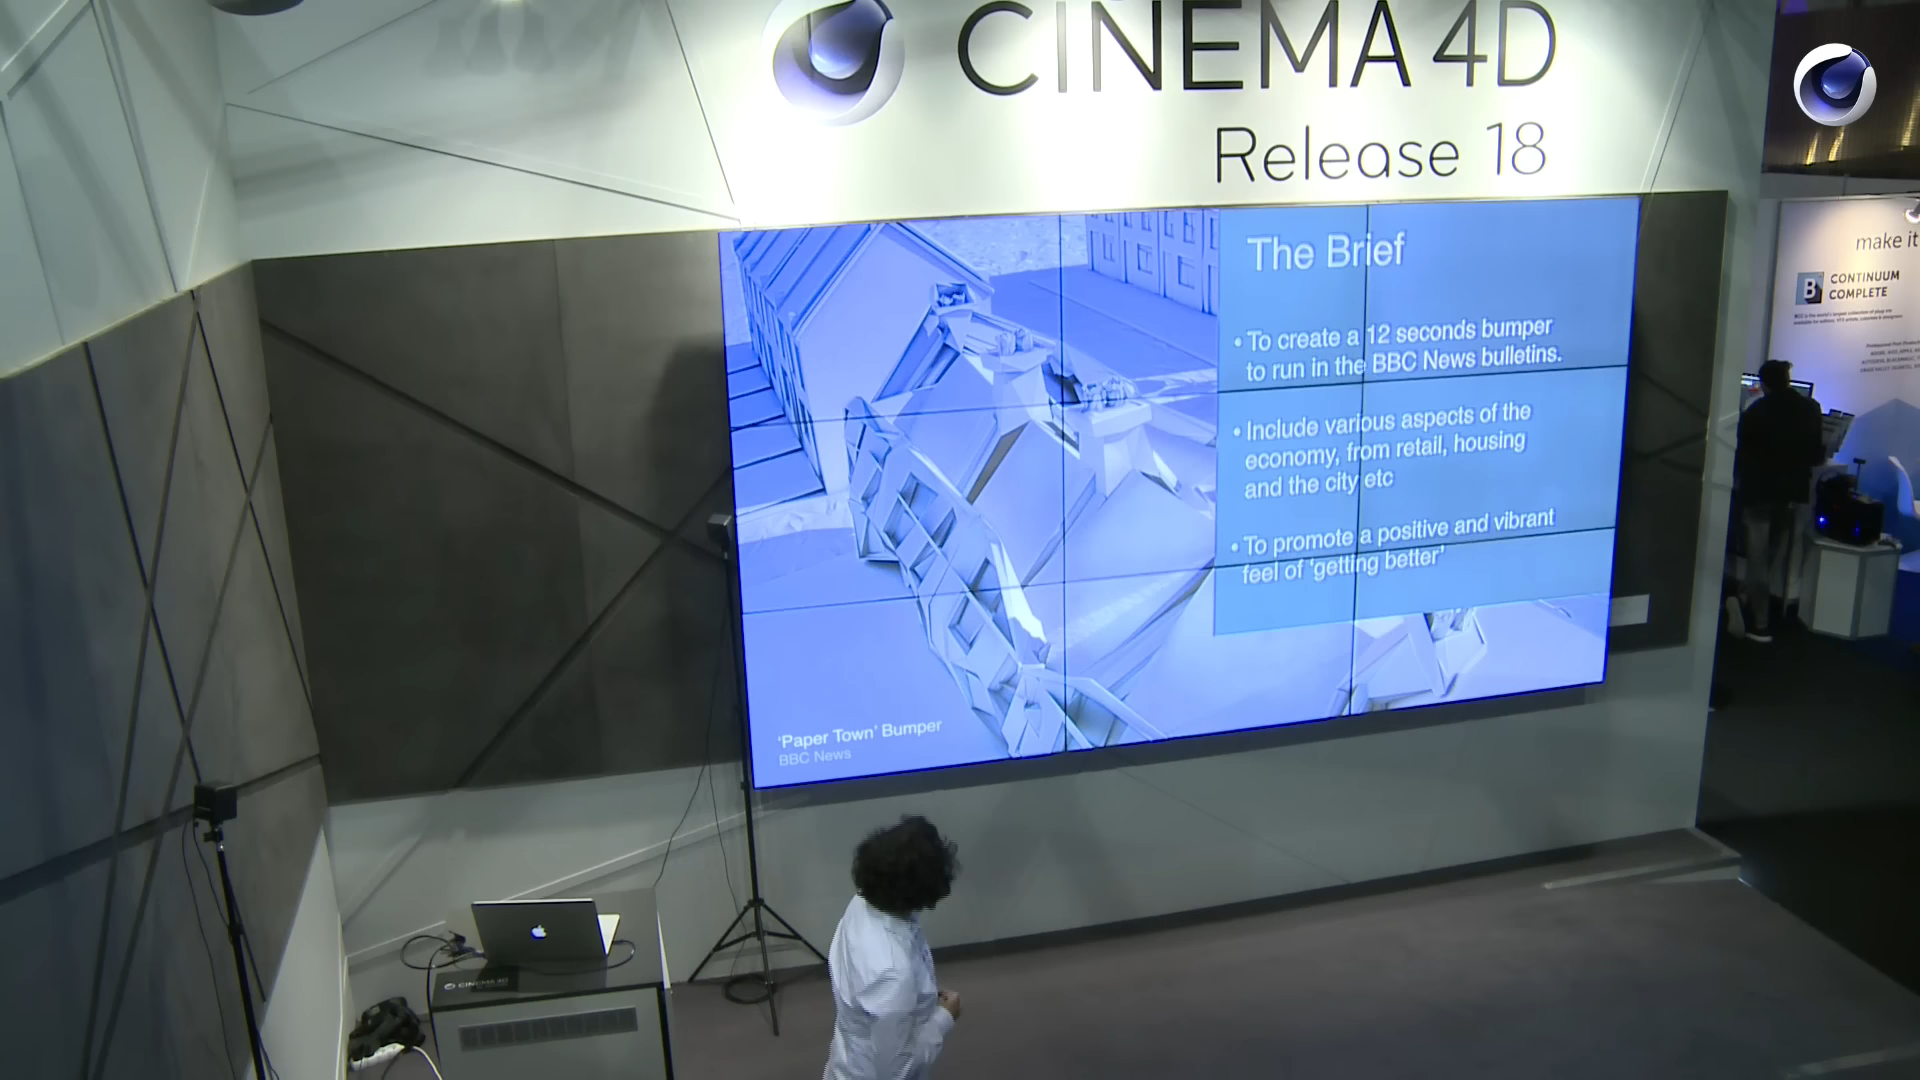 CINEMA 4D
Release 18
The Brief
• To create a 12 seconds bumper
to run in the BBC News bulletins.
• Include various aspects of the
economy, from retail, housing
and the city etc
• To promote a positive and vibrant
feel of 'getting better'
'Paper Town' Bumper
BBC News
make it
B CONTINUUM
COMPLETE
CINEMA 4D